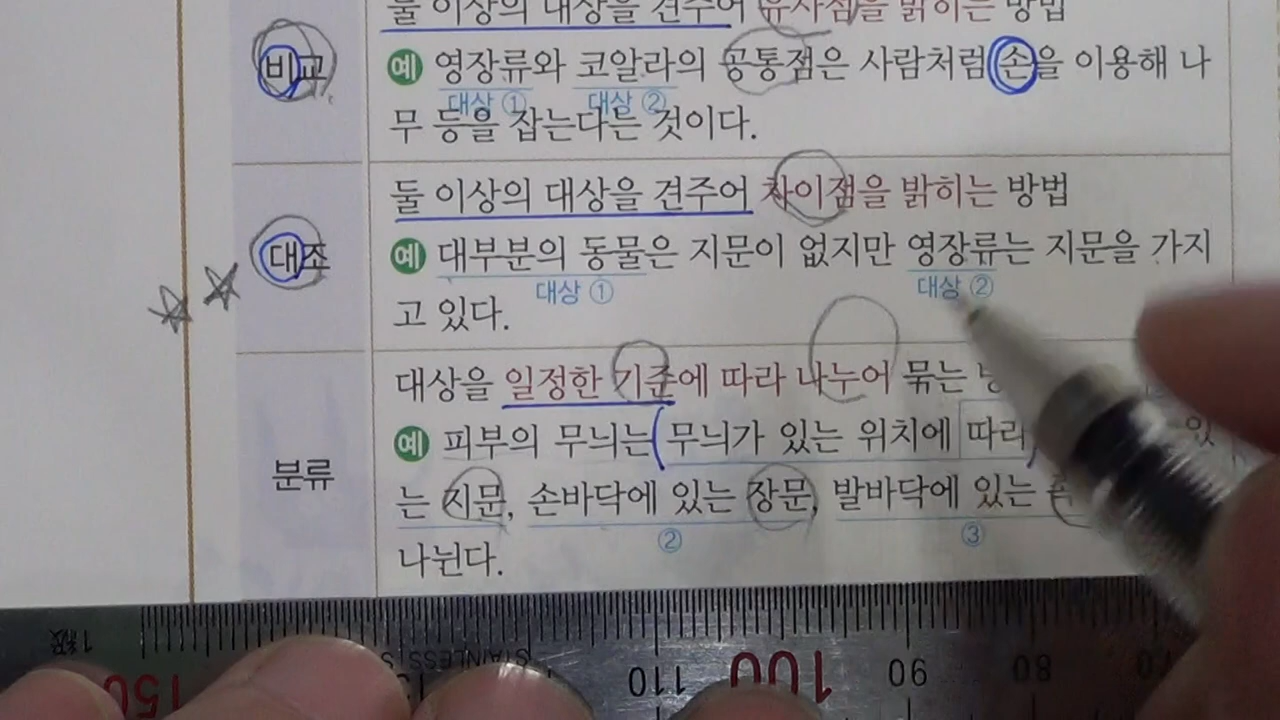 둘 이상의 대상을 견주어 유사점을 밝히는 방법
비교
예 영장류와 코알라의 공통점은 사람처럼 손을 이용해 나
대상 ① 대상 ②
무 등을 잡는다는 것이다.
둘 이상의 대상을 견주어 차이점을 밝히는 방법
대조
예 대부분의 동물은 지문이 없지만 영장류는 지문을 가지
대상 ① 대상 ②
고 있다.
대상을 일정한 기준에 따라 나누어 묶는
분류
예 피부의 무늬는 무늬가 있는 위치에 따라 있
는 지문, 손바닥에 있는 장문, 발바닥에 있는
② ③
나뉜다.
STAINLESS
150 110 100 90 80